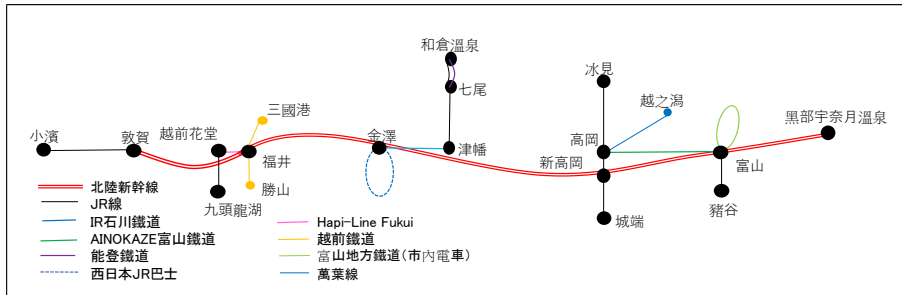 和倉溫泉
七尾
冰見
越之潟
三國港
黑部宇奈月溫泉
小濱
敦賀
越前花堂
福井
金澤
津幡
高岡
新高岡
富山
勝山
九頭龍湖
城端
豬谷
北陸新幹線
JR線
IR石川鐵道
AINOKAZE富山鐵道
能登鐵道
西日本JR巴士
Hapi-Line Fukui
越前鐵道
富山地方鐵道(市內電車)
萬葉線